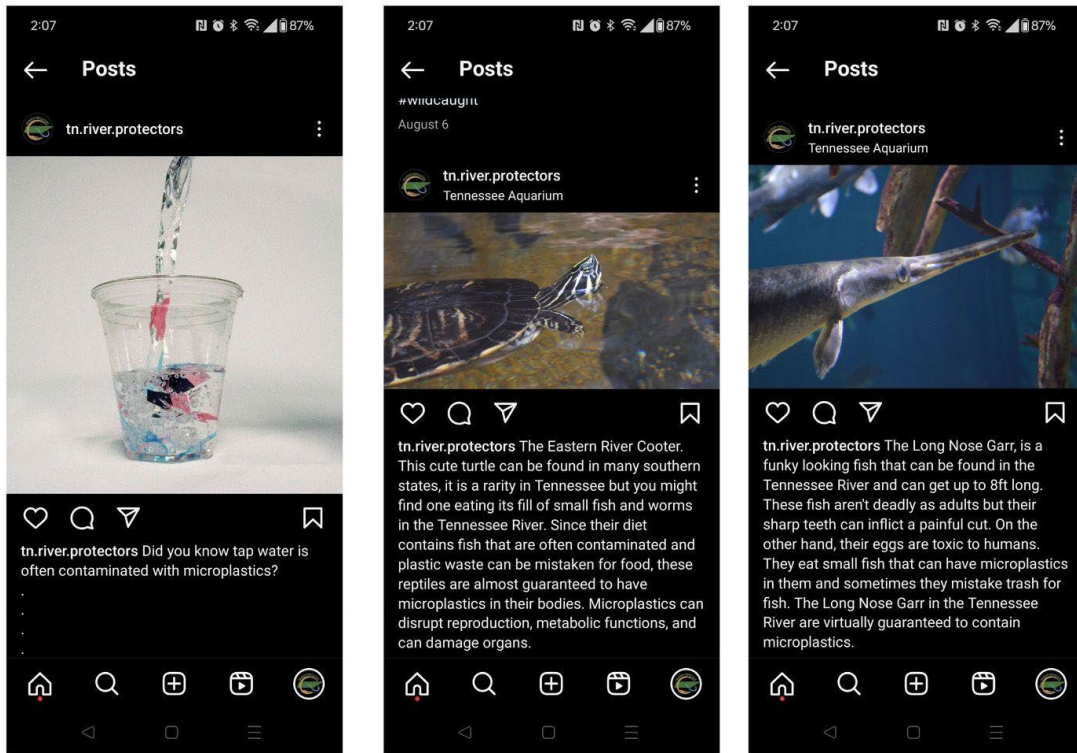 2:07
87%
Posts
tn.river.protectors
tn.river.protectors Did you know tap water is
often contaminated with microplastics?
.
.
.
.
2:07
87%
Posts
#wildcaught
August 6
tn.river.protectors
Tennessee Aquarium
tn.river.protectors The Eastern River Cooter.
This cute turtle can be found in many southern
states, it is a rarity in Tennessee but you might
find one eating its fill of small fish and worms
in the Tennessee River. Since their diet
contains fish that are often contaminated and
plastic waste can be mistaken for food, these
reptiles are almost guaranteed to have
microplastics in their bodies. Microplastics can
disrupt reproduction, metabolic functions, and
can damage organs.
2:07
87%
Posts
tn.river.protectors
Tennessee Aquarium
tn.river.protectors The Long Nose Garr, is a
funky looking fish that can be found in the
Tennessee River and can get up to 8ft long.
These fish aren't deadly as adults but their
sharp teeth can inflict a painful cut. On the
other hand, their eggs are toxic to humans.
They eat small fish that can have microplastics
in them and sometimes they mistake trash for
fish. The Long Nose Garr in the Tennessee
River are virtually guaranteed to contain
microplastics.